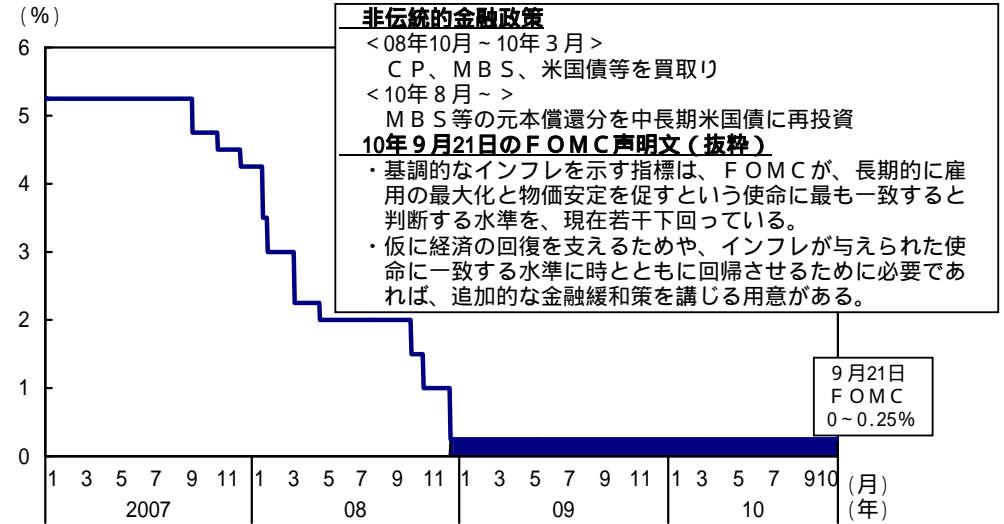 (%)
非伝統的金融政策
<08年10月~10年3月>
CP、MBS、米国債等を買取り
<10年8月~>
MBS等の元本償還分を中長期米国債に再投資
10年9月21日のFOMC声明文(抜粋)
・基調的なインフレを示す指標は、FOMCが、長期的に雇
用の最大化と物価安定を促すという使命に最も一致すると
判断する水準を、現在若干下回っている。
・仮に経済の回復を支えるためや、インフレが与えられた使
命に一致する水準に時とともに回帰させるために必要であ
れば、追加的な金融緩和策を講じる用意がある。
6
5
4
3
2
1
0
9月21日
FOMC
0~0.25%
1 3 5 7 9 11 1 3 5 7 9 11 1 3 5 7 9 11 1 3 5 7 910 (月)
2007 08 09 10 (年)